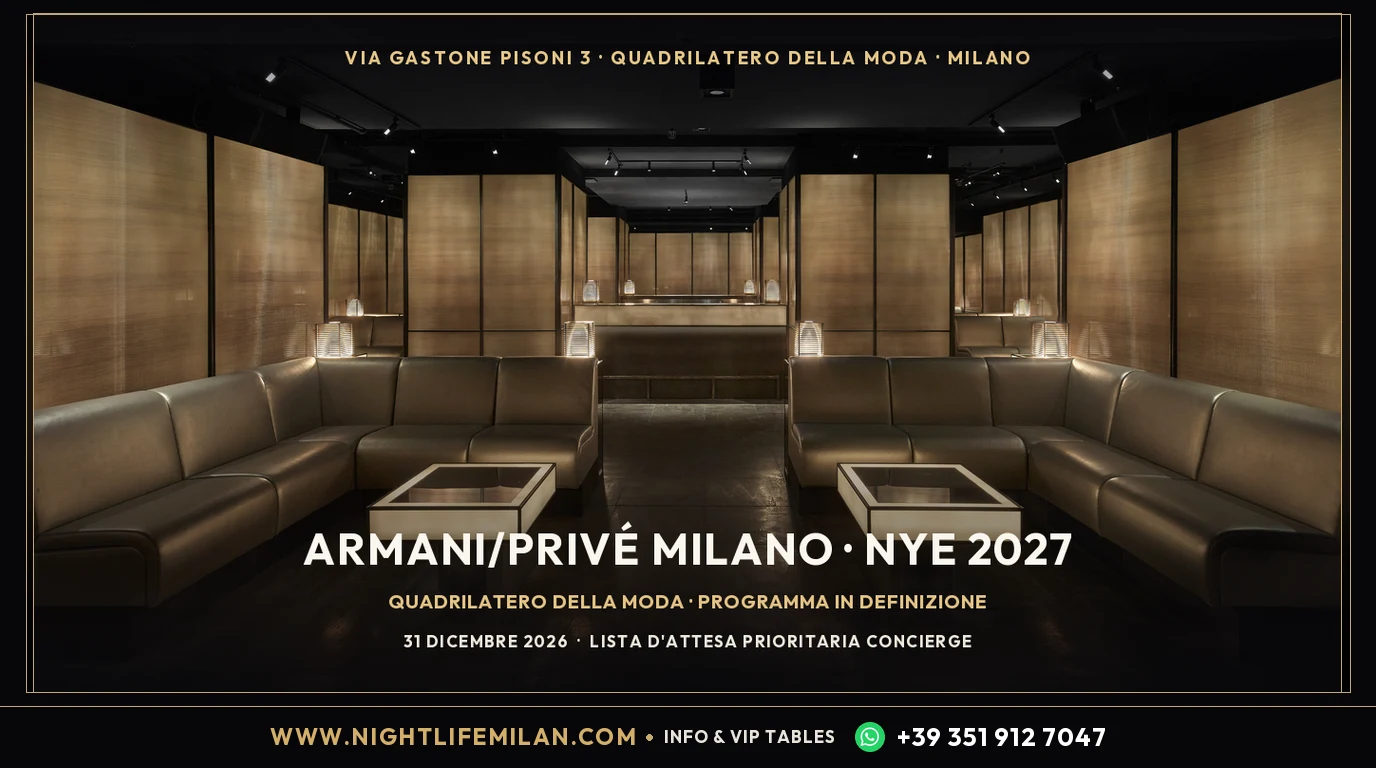 VIA GASTONE PISONI 3 · QUADRILATERO DELLA MODA · MILANO
ARMANI/PRIVÉ MILANO · NYE 2027
QUADRILATERO DELLA MODA · PROGRAMMA IN DEFINIZIONE
31 DICEMBRE 2026 · LISTA D'ATTESA PRIORITARIA CONCIERGE
WWW.NIGHTLIFEMILAN.COM • INFO & VIP TABLES +39 351 912 7047